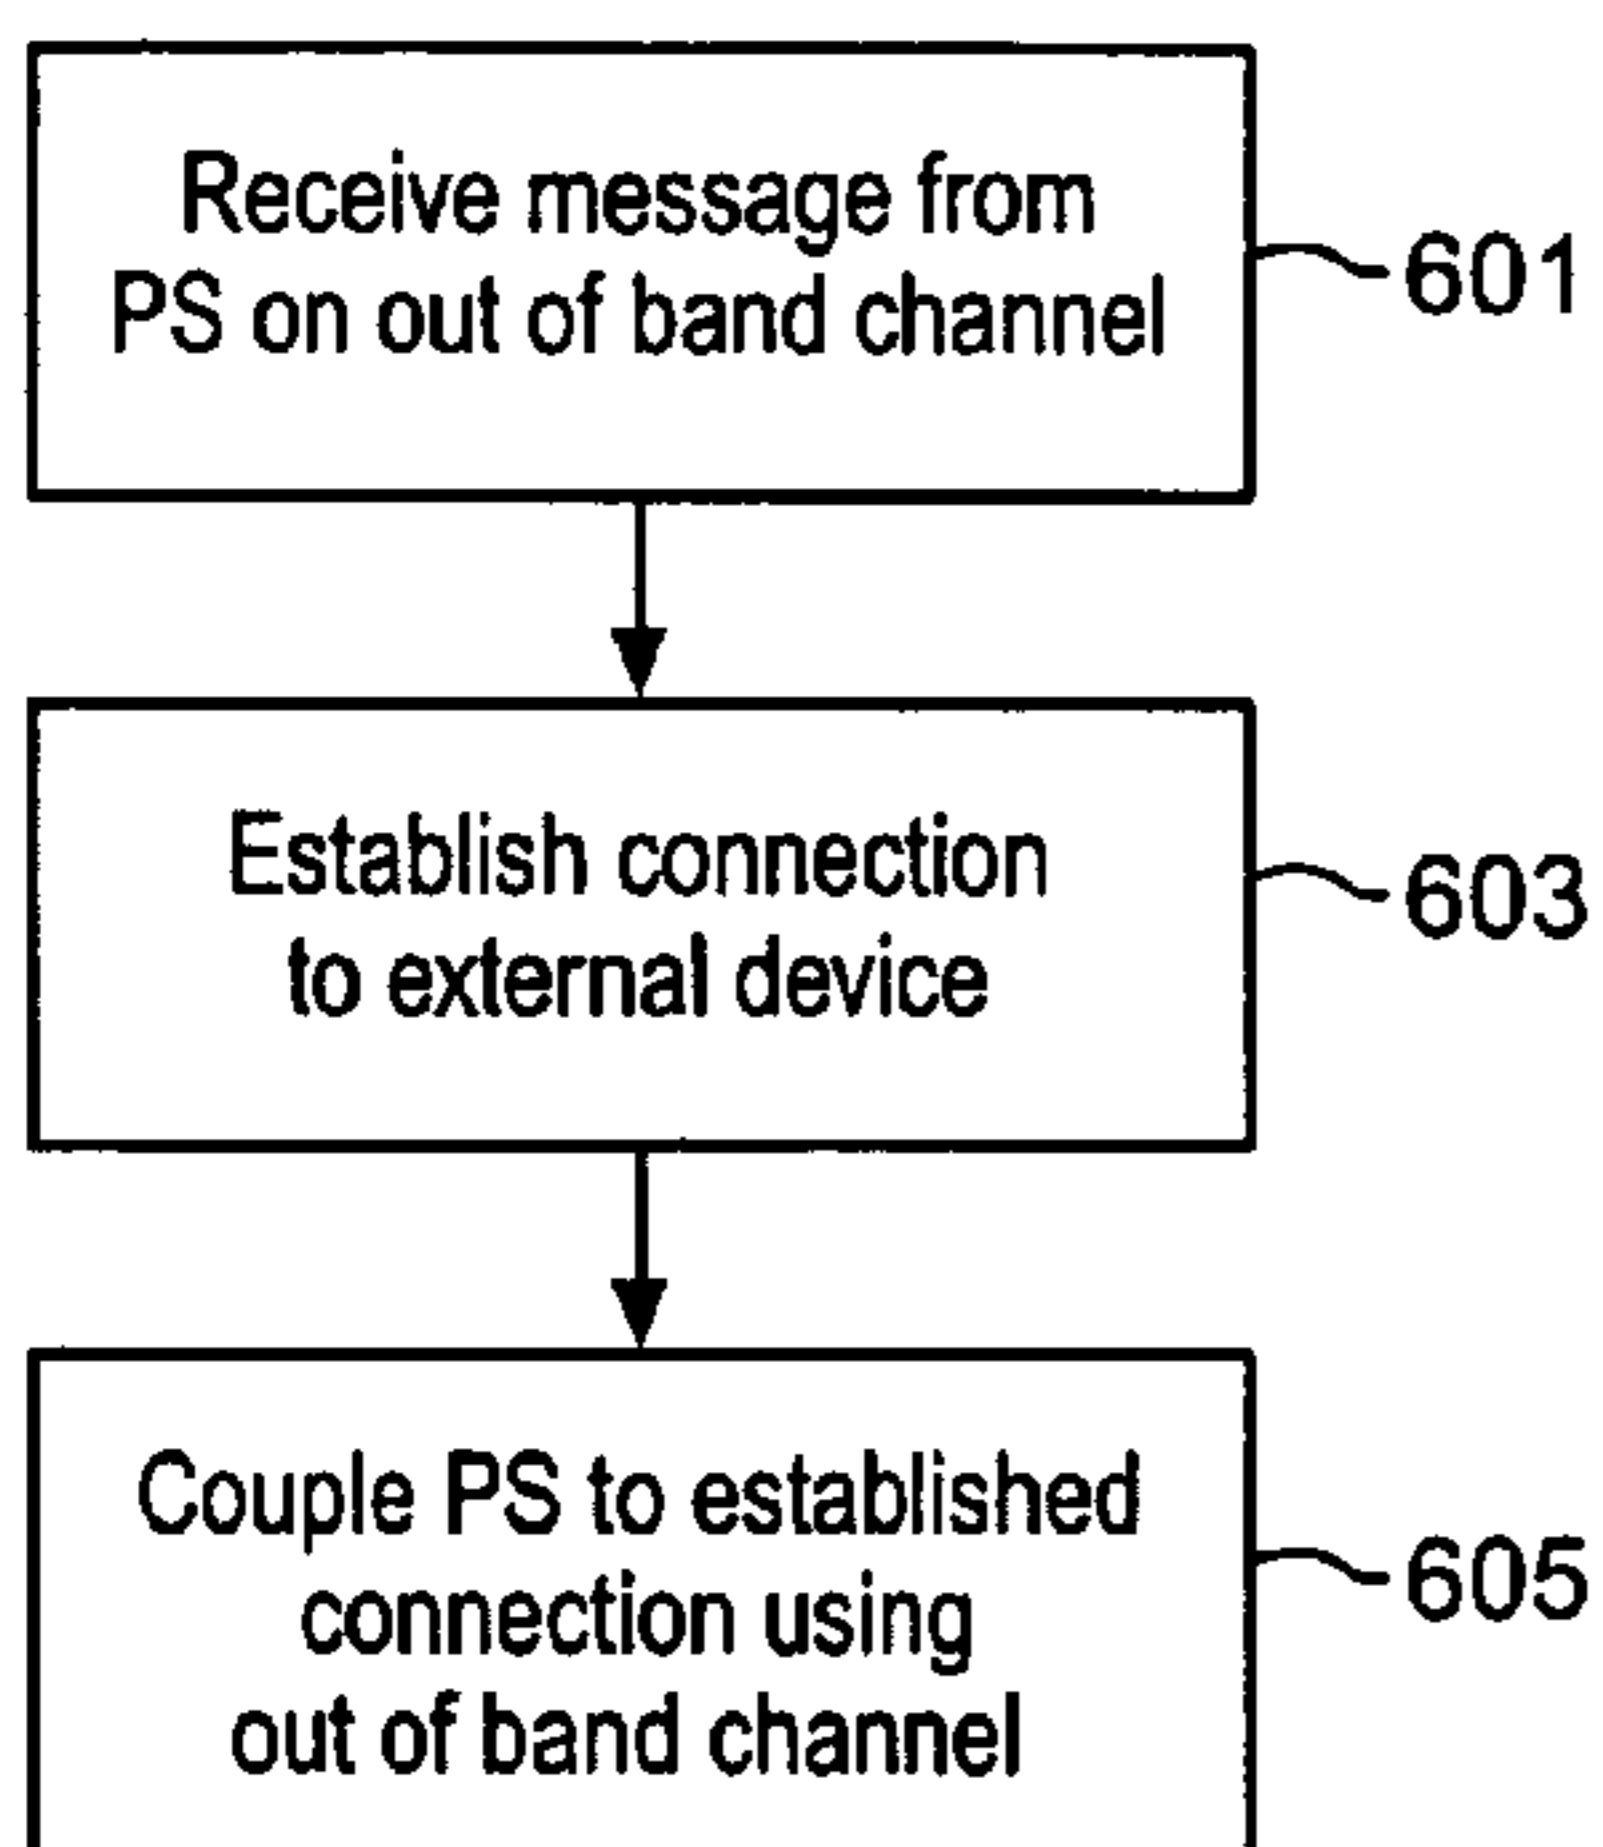 Receive message from
PS on out of band channel
601
Establish connection
to external device
603
Couple PS to established
connection using
out of band channel
605